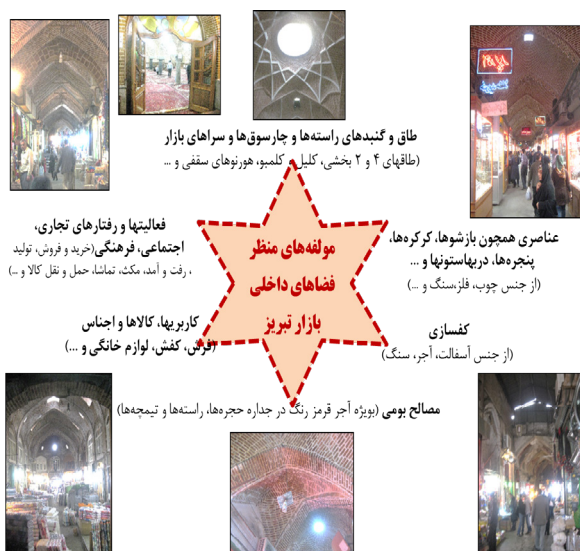 طاق و گنبدهای راسته‌ها و چارسوق‌ها و سراهای بازار
(طاقهای ۴ و ۲ بخشی، کلیل و کلمبو، هورنوهای سقفی و ...
مولفه‌های منظر
فضاهای داخلی
بازار تبریز
عناصری همچون بازشوها، کرکره‌ها،
پنجره‌ها، دربهاستونها و ...
(از جنس چوب، فلز،سنگ و ...)
کفسازی
(از جنس آسفالت، آجر، سنگ)
فعالیتها و رفتارهای تجاری،
اجتماعی، فرهنگی(خرید و فروش، تولید
، رفت و آمد، مکث، تماشا، حمل و نقل کالا و ...)
کاربریها، کالاها و اجناس
(فرش، کفش، لوازم خانگی و ...)
مصالح بومی (بویژه آجر قرمز رنگ در جداره حجره‌ها، راسته‌ها و تیمچه‌ها)